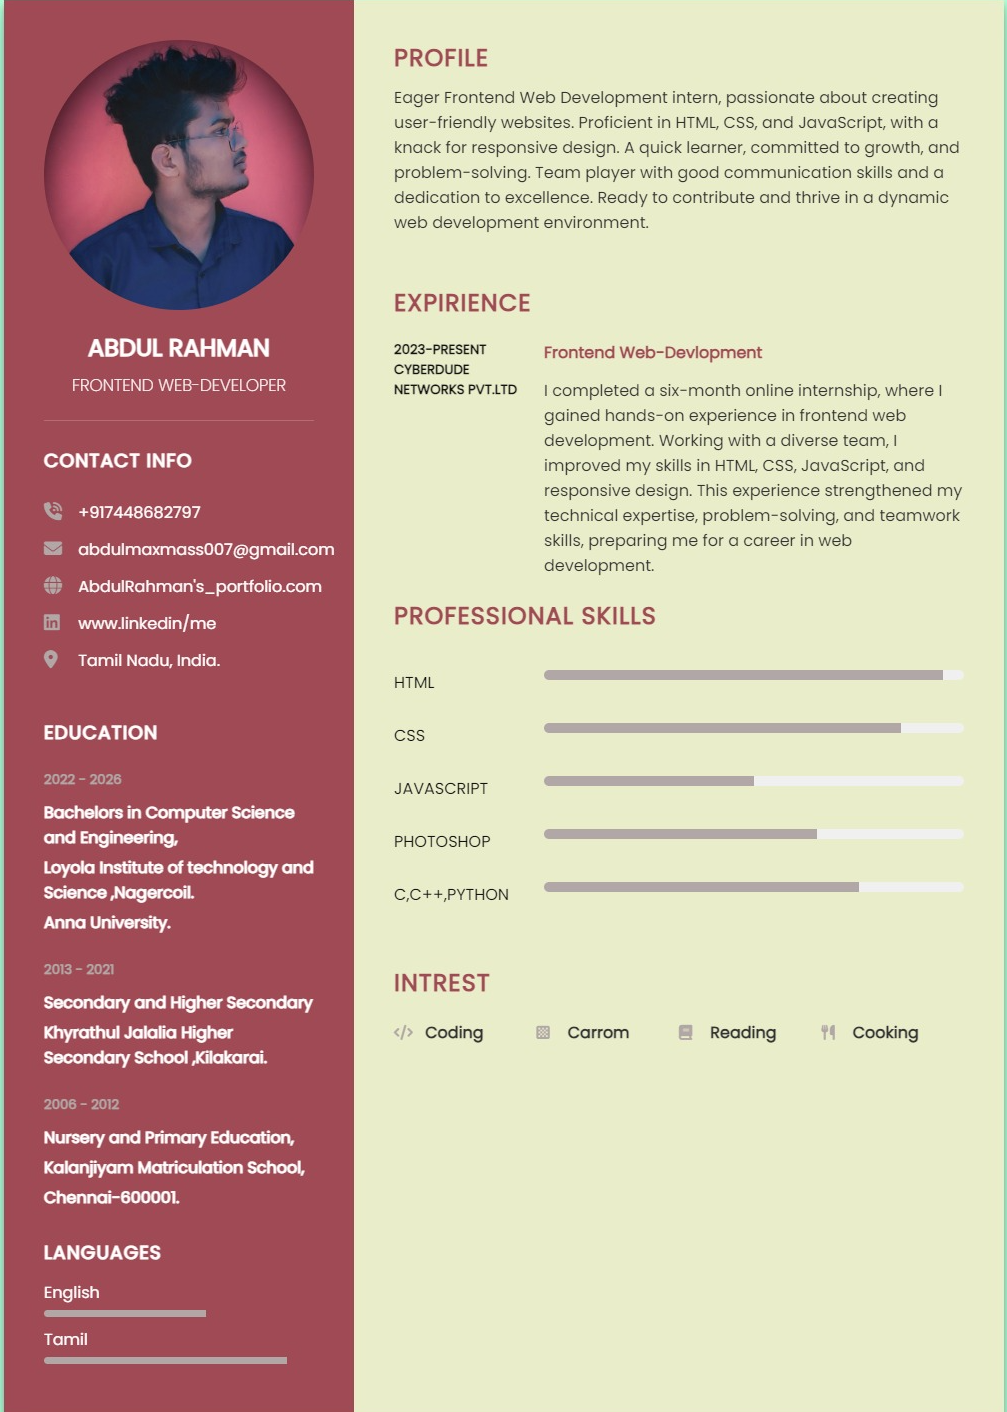 ABDUL RAHMAN
FRONTEND WEB-DEVELOPER
CONTACT INFO
+917448682797
abdulmaxmass007@gmail.com
AbdulRahman's_portfolio.com
www.linkedin/me
Tamil Nadu, India.
EDUCATION
2022 - 2026
Bachelors in Computer Science
and Engineering,
Loyola Institute of technology and
Science ,Nagercoil.
Anna University.
2013 - 2021
Secondary and Higher Secondary
Khyrathul Jalalia Higher
Secondary School ,Kilakarai.
2006 - 2012
Nursery and Primary Education,
Kalanjiyam Matriculation School,
Chennai-600001.
LANGUAGES
English
Tamil
PROFILE
Eager Frontend Web Development intern, passionate about creating
user-friendly websites. Proficient in HTML, CSS, and JavaScript, with a
knack for responsive design. A quick learner, committed to growth, and
problem-solving. Team player with good communication skills and a
dedication to excellence. Ready to contribute and thrive in a dynamic
web development environment.
EXPIRIENCE
2023-PRESENT
CYBERDUDE
NETWORKS PVT.LTD
Frontend Web-Devlopment
I completed a six-month online internship, where I
gained hands-on experience in frontend web
development. Working with a diverse team, I
improved my skills in HTML, CSS, JavaScript, and
responsive design. This experience strengthened my
technical expertise, problem-solving, and teamwork
skills, preparing me for a career in web
development.
PROFESSIONAL SKILLS
HTML
CSS
JAVASCRIPT
PHOTOSHOP
C,C++,PYTHON
INTREST
Coding
Carrom
Reading
Cooking